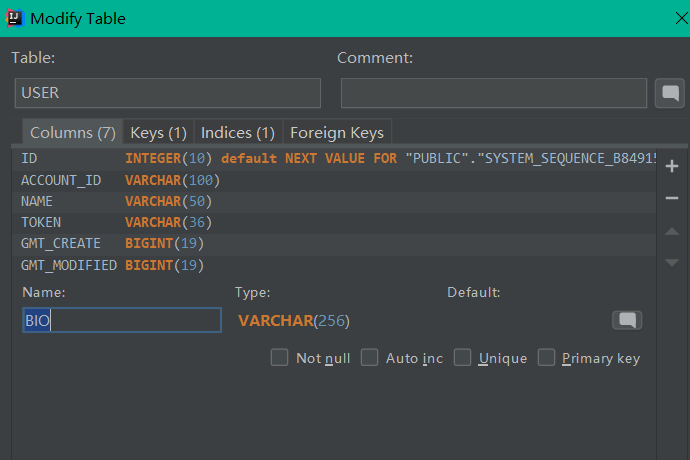 IJ Modify Table
Table: Comment:
USER
Columns (7) Keys (1) Indices (1) Foreign Keys
ID INTEGER(10) default NEXT VALUE FOR "PUBLIC"."SYSTEM_SEQUENCE_B8491
ACCOUNT_ID VARCHAR(100)
NAME VARCHAR(50)
TOKEN VARCHAR(36)
GMT_CREATE BIGINT(19)
GMT_MODIFIED BIGINT(19)
Name: Type: Default:
BIO VARCHAR(256)
Not null Auto inc Unique Primary key